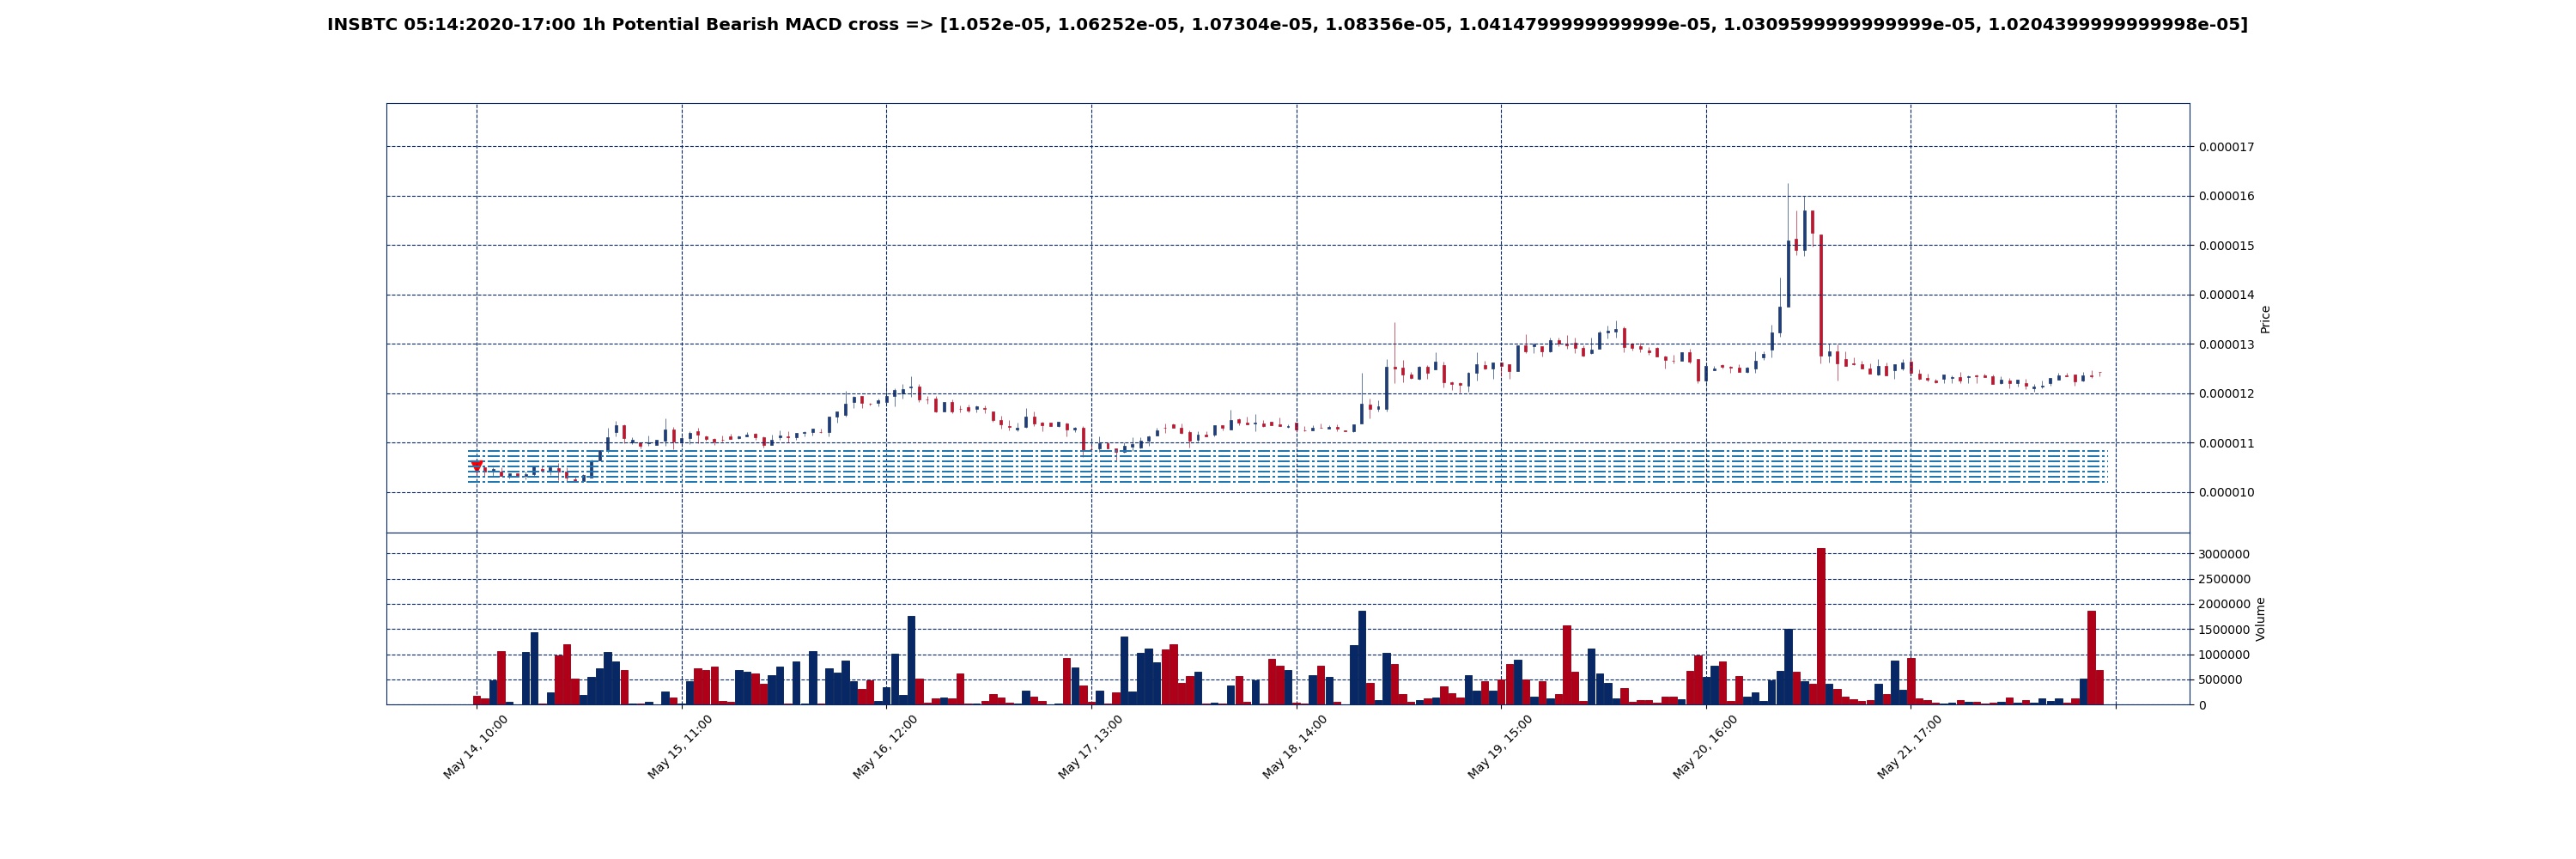 INSBTC 05:14:2020-17:00 1h Potential Bearish MACD cross => [1.052e-05, 1.06252e-05, 1.07304e-05, 1.08356e-05, 1.0414799999999999e-05, 1.0309599999999999e-05, 1.0204399999999998e-05]
0.000017
0.000016
0.000015
0.000014
0.000013
0.000012
0.000011
0.000010
Price
3000000
2500000
2000000
1500000
1000000
500000
0
Volume
May 14, 10:00
May 15, 11:00
May 16, 12:00
May 17, 13:00
May 18, 14:00
May 19, 15:00
May 20, 16:00
May 21, 17:00